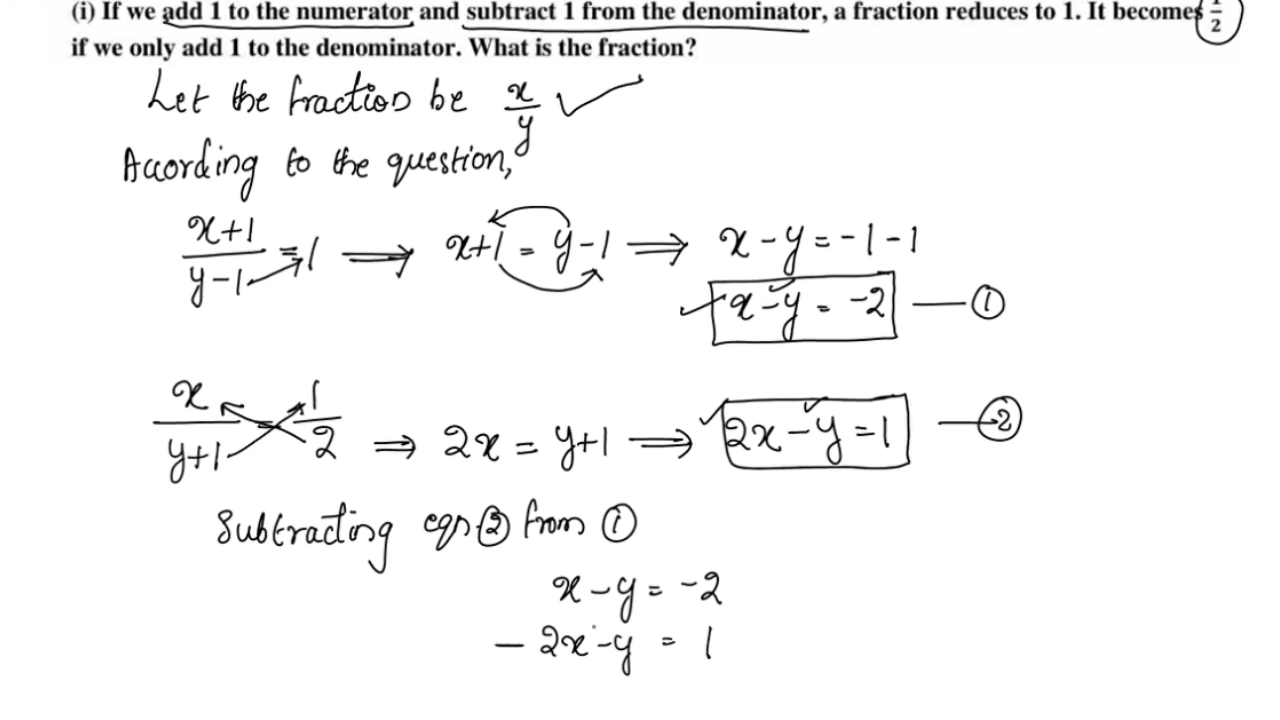 (i) If we add 1 to the numerator and subtract 1 from the denominator, a fraction reduces to 1. It becomes 1/2
if we only add 1 to the denominator. What is the fraction?
Let the fraction be x/y ✓
Acording to the question,
(x+1)/(y-1) = 1 ⟹ x+1 = y-1 ⟹ x-y = -1-1
x-y = -2 — ①
x/(y+1) = 1/2 ⟹ 2x = y+1 ⟹ 2x-y = 1 — ②
Subtracting eqn ② from ①
x-y = -2
- 2x-y = 1